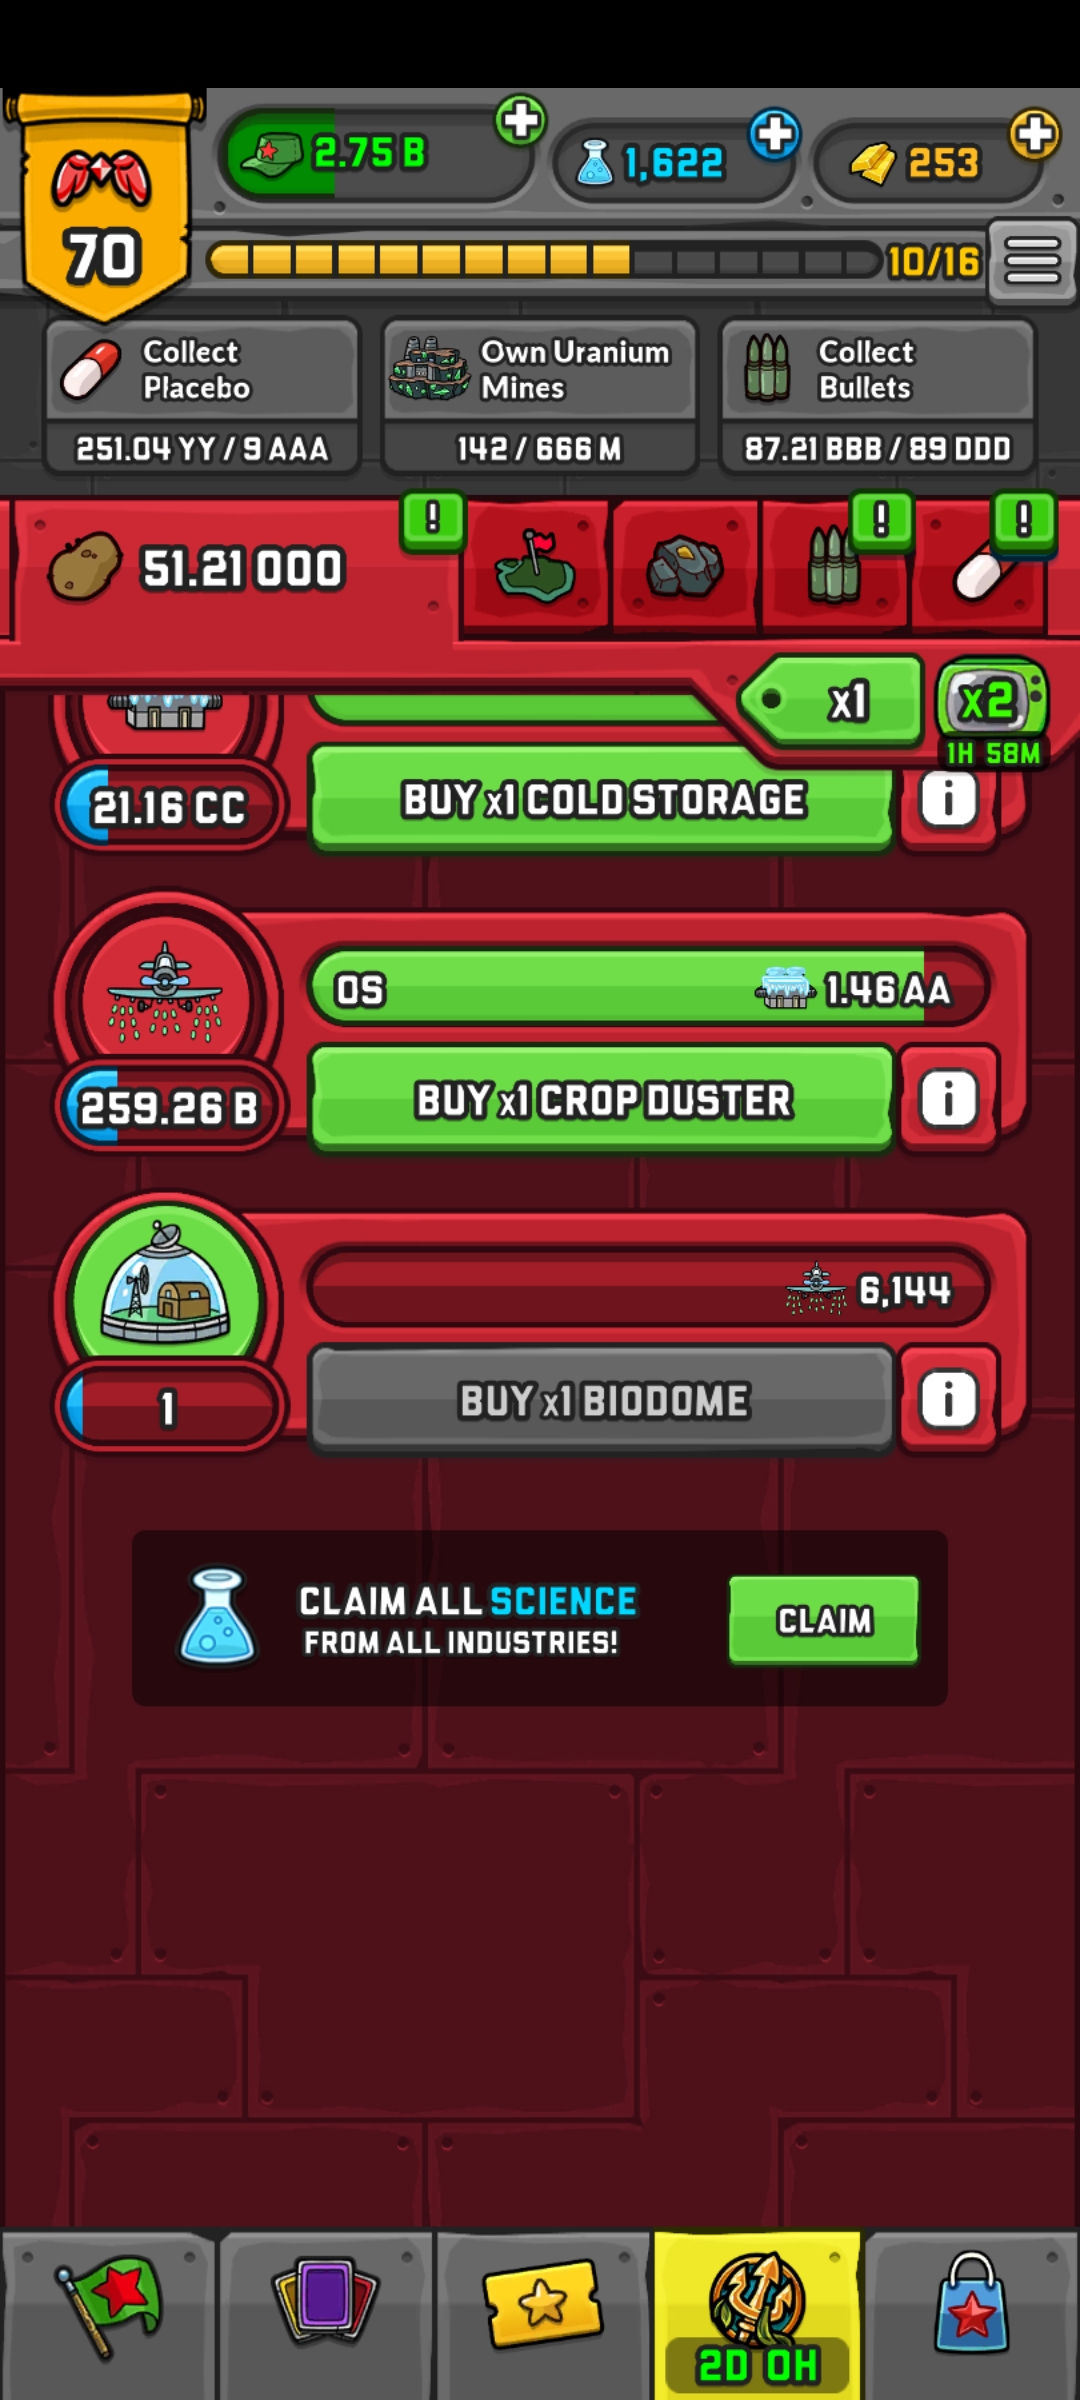 2.75 B
1,622
253
70
10/16
Collect
Placebo
251.04 YY / 9 AAA
Own Uranium
Mines
142 / 666 M
Collect
Bullets
87.21 BBB / 89 DDD
!
!
!
51.21 OOO
x1
x2
1H 58M
21.16 CC
BUY x1 COLD STORAGE
i
0S
1.46 AA
259.26 B
BUY x1 CROP DUSTER
i
6,144
1
BUY x1 BIODOME
i
CLAIM ALL SCIENCE
FROM ALL INDUSTRIES!
CLAIM
2D 0H